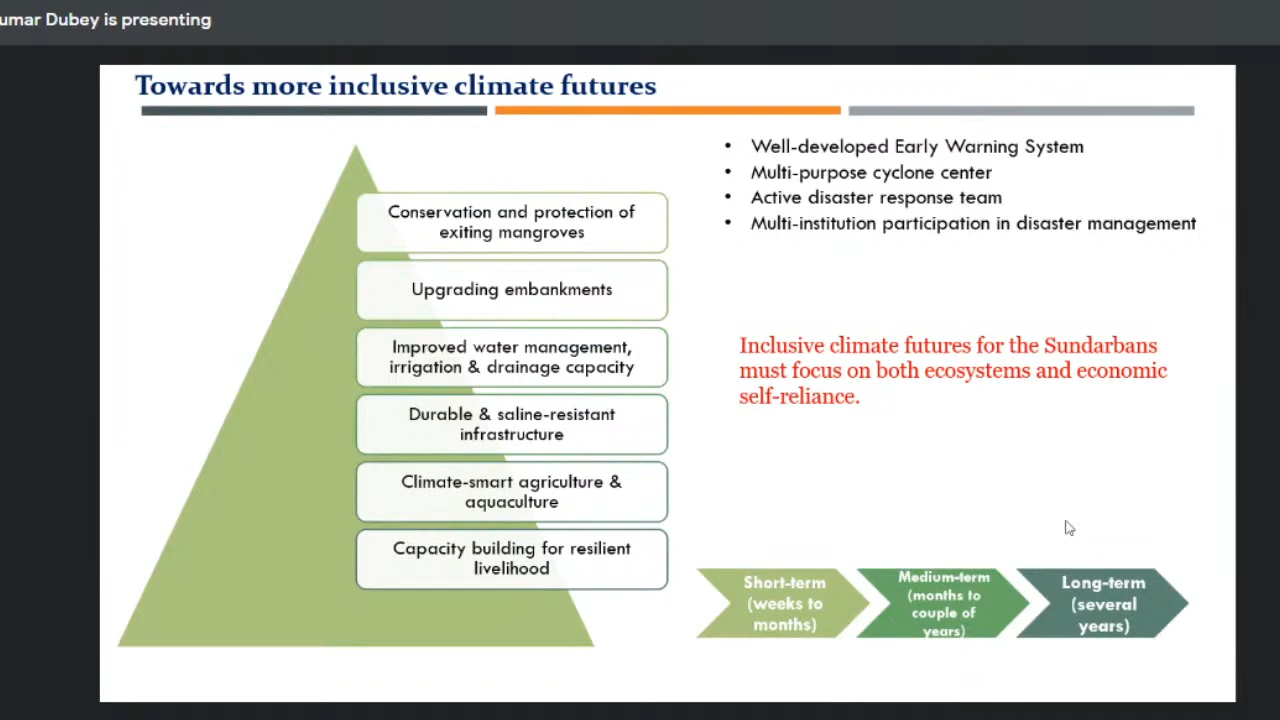 umar Dubey is presenting
Towards more inclusive climate futures
Conservation and protection of
exiting mangroves
Upgrading embankments
Improved water management,
irrigation & drainage capacity
Durable & saline-resistant
infrastructure
Climate-smart agriculture &
aquaculture
Capacity building for resilient
livelihood
• Well-developed Early Warning System
• Multi-purpose cyclone center
• Active disaster response team
• Multi-institution participation in disaster management
Inclusive climate futures for the Sundarbans
must focus on both ecosystems and economic
self-reliance.
Short-term
(weeks to
months)
Medium-term
(months to
couple of
years)
Long-term
(several
years)